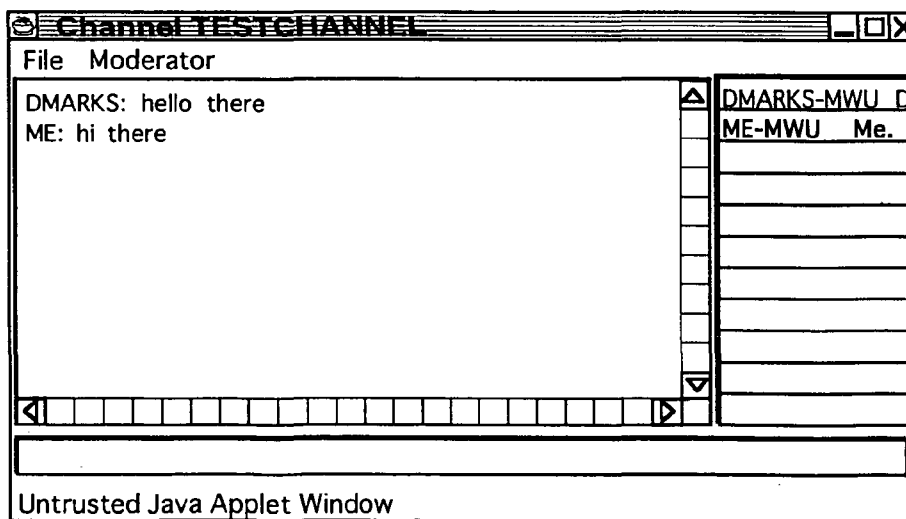 Channel TESTCHANNEL
File Moderator
DMARKS: hello there
ME: hi there
DMARKS-MWU D
ME-MWU Me.
Untrusted Java Applet Window